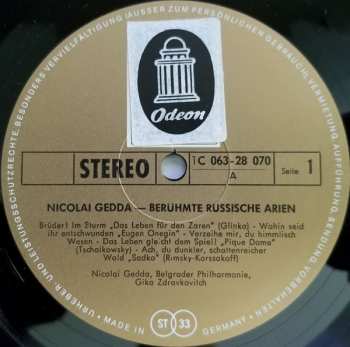 URHEBER- UND LEISTUNGSSCHUTZRECHTE, BESONDERS VERVIELFÄLTIGUNG (AUSSER ZUM PERSÖNLICHEN GEBRAUCH), VERMIETUNG, AUFFÜHRUNG, SENDUNG VORBEHALTEN
Odeon
STEREO
1C 063-28 070
A
Seite 1
NICOLAI GEDDA — BERÜHMTE RUSSISCHE ARIEN
Brüder! Im Sturm "Das Leben für den Zaren" (Glinka) - Wohin seid
ihr entschwunden "Eugen Onegin" - Verzeihe mir, du himmlisch
Wesen - Das Leben gleicht dem Spiel! "Pique Dame"
(Tschaikowsky) - Ach, du dunkler, schattenreicher
Wald "Sadko" (Rimsky-Korssakoff)
Nicolai Gedda, Belgrader Philharmonie,
Gika Zdravkovitch
MADE IN
ST 33
GERMANY